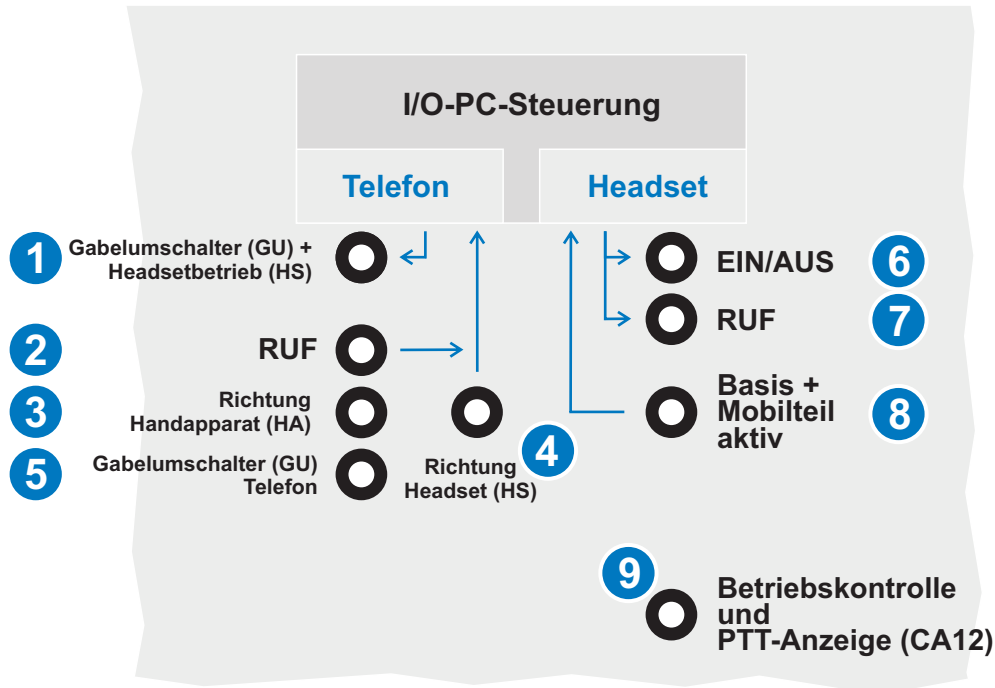 I/O-PC-Steuerung
Telefon
Headset
1
Gabelumschalter (GU) +
Headsetbetrieb (HS)
EIN/AUS
6
2
RUF
RUF
7
3
Richtung
Handapparat (HA)
4
Richtung
Headset (HS)
Basis +
Mobilteil
aktiv
8
5
Gabelumschalter (GU)
Telefon
9
Betriebskontrolle
und
PTT-Anzeige (CA12)